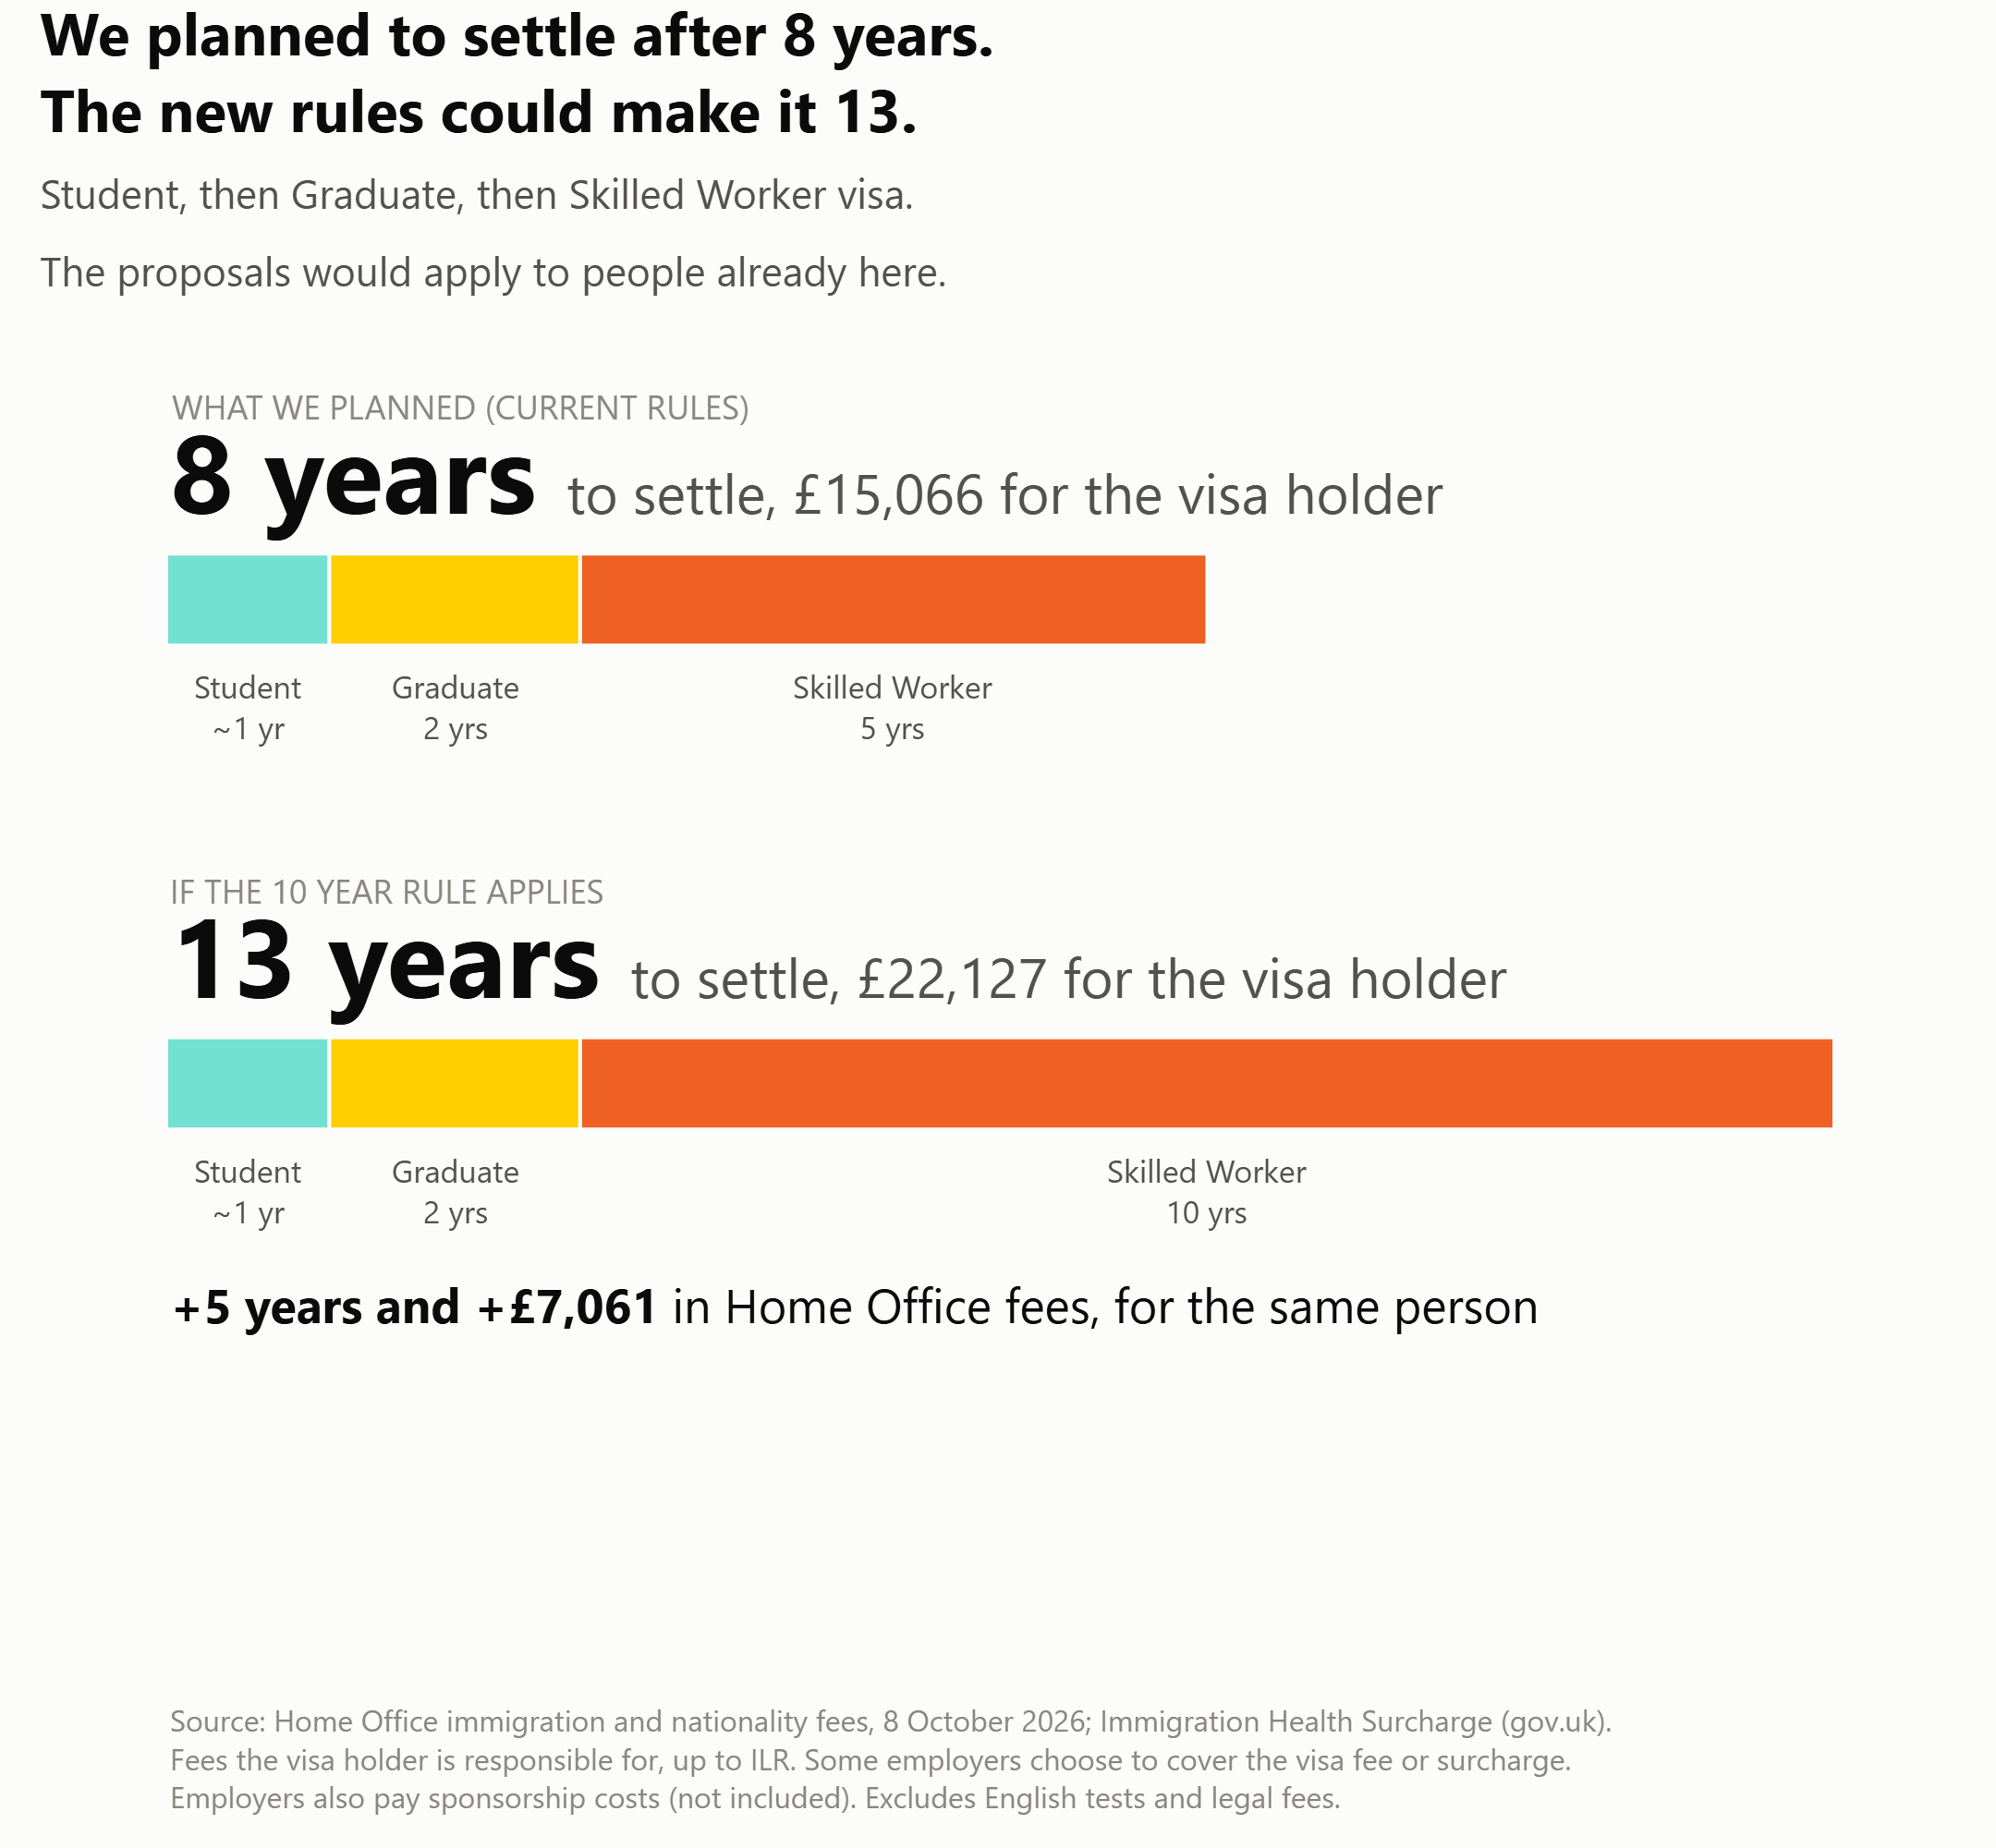 We planned to settle after 8 years.
The new rules could make it 13.
Student, then Graduate, then Skilled Worker visa.
The proposals would apply to people already here.
WHAT WE PLANNED (CURRENT RULES)
8 years to settle, £15,066 for the visa holder
Student Graduate Skilled Worker
~1 yr 2 yrs 5 yrs
IF THE 10 YEAR RULE APPLIES
13 years to settle, £22,127 for the visa holder
Student Graduate Skilled Worker
~1 yr 2 yrs 10 yrs
+5 years and +£7,061 in Home Office fees, for the same person
Source: Home Office immigration and nationality fees, 8 October 2026; Immigration Health Surcharge (gov.uk).
Fees the visa holder is responsible for, up to ILR. Some employers choose to cover the visa fee or surcharge.
Employers also pay sponsorship costs (not included). Excludes English tests and legal fees.